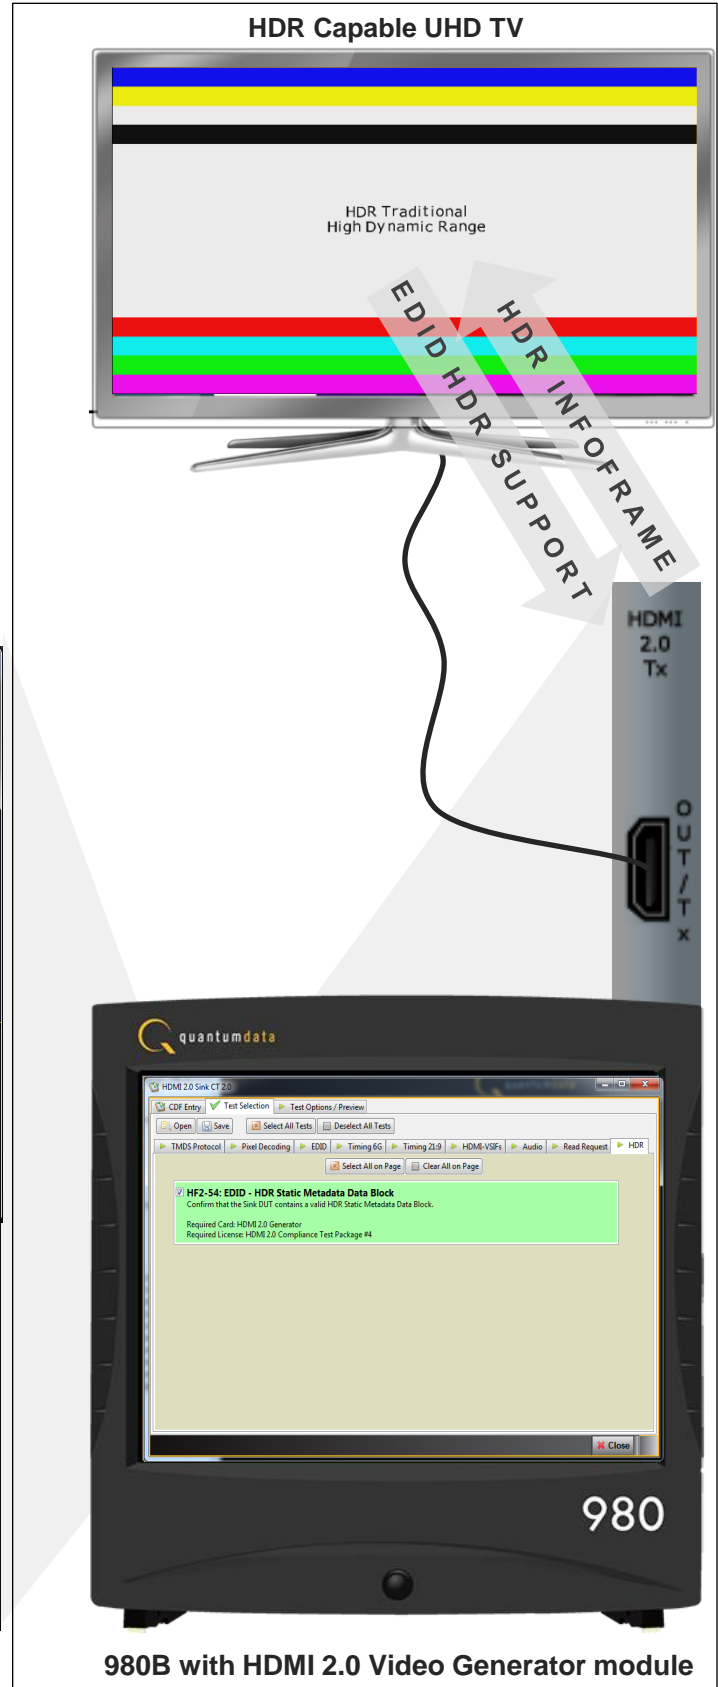 HDR Capable UHD TV
HDR Traditional
High Dynamic Range
EDID HDR SUPPORT
HDR INFOFRAME
HDMI
2.0
Tx
OUT/Tx
quantumdata
HDMI 2.0 Sink CT 2.0
CDF Entry Test Selection Test Options / Preview
Open Save Select All Tests Deselect All Tests
TMDS Protocol Pixel Decoding EDID Timing 6G Timing 21:9 HDMI-VSIFs Audio Read Request HDR
Select All on Page Clear All on Page
HF2-54: EDID - HDR Static Metadata Data Block
Confirm that the Sink DUT contains a valid HDR Static Metadata Data Block.
Required Card: HDMI 2.0 Generator
Required License: HDMI 2.0 Compliance Test Package #4
Close
980
980B with HDMI 2.0 Video Generator module